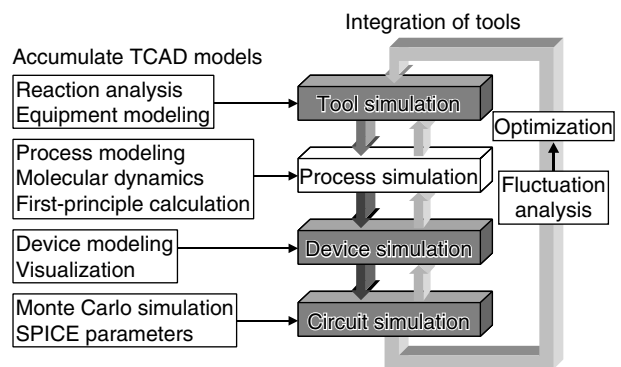 Integration of tools
Accumulate TCAD models
Reaction analysis
Equipment modeling
Tool simulation
Optimization
Process modeling
Molecular dynamics
First-principle calculation
Process simulation
Fluctuation
analysis
Device modeling
Visualization
Device simulation
Monte Carlo simulation
SPICE parameters
Circuit simulation